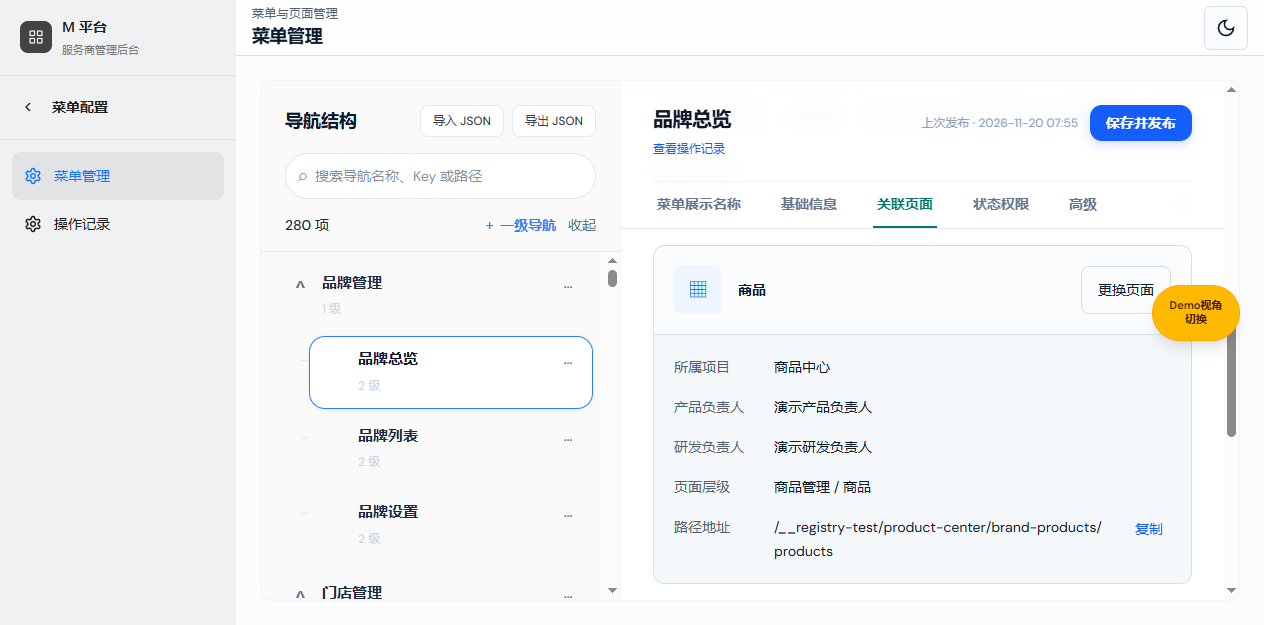 M 平台
服务商管理后台
菜单配置
菜单管理
操作记录
菜单与页面管理
菜单管理
导航结构
导入 JSON
导出 JSON
搜索导航名称、Key 或路径
280 项
+ 一级导航
收起
品牌管理
...
1 级
品牌总览
...
2 级
品牌列表
...
2 级
品牌设置
...
2 级
门店管理
...
品牌总览
查看操作记录
上次发布 · 2026-11-20 07:55
保存并发布
菜单展示名称
基础信息
关联页面
状态权限
高级
商品
更换页面
Demo视角
切换
所属项目
商品中心
产品负责人
演示产品负责人
研发负责人
演示研发负责人
页面层级
商品管理 / 商品
路径地址
/__registry-test/product-center/brand-products/
products
复制